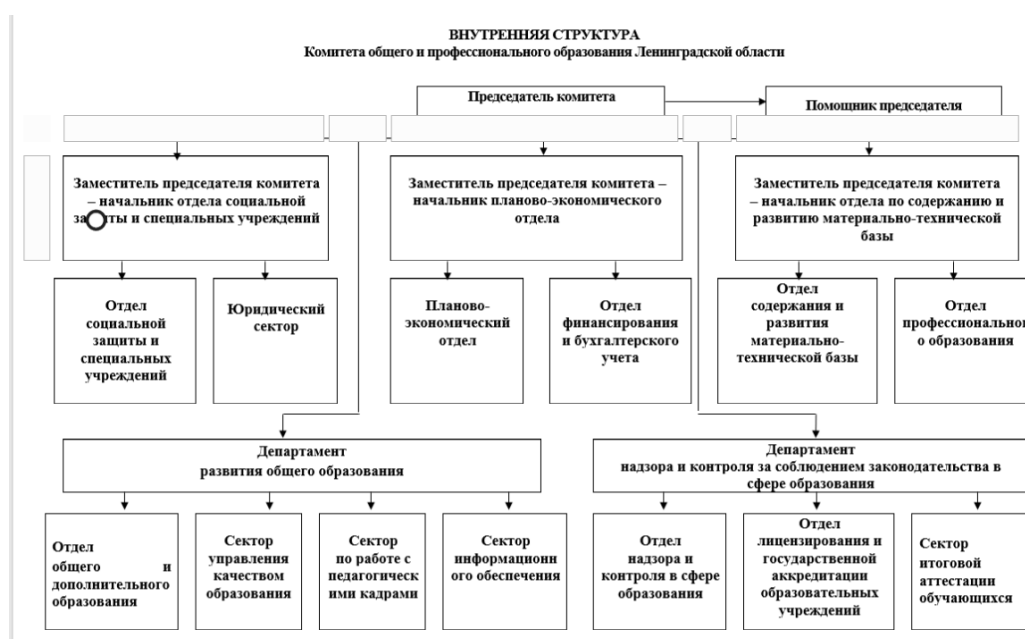 ВНУТРЕННЯЯ СТРУКТУРА
Комитета общего и профессионального образования Ленинградской области
Председатель комитета
Помощник председателя
Заместитель председателя комитета
– начальник отдела социальной
и специальных учреждений
Заместитель председателя комитета –
начальник планово-экономического
отдела
Заместитель председателя комитета
– начальник отдела по содержанию и
развитию материально-технической
базы
Отдел
социальной
защиты и
специальных
учреждений
Юридический
сектор
Планово-
экономический
отдел
Отдел
финансирования
и бухгалтерского
учета
Отдел
содержания и
развития
материально-
технической базы
Отдел
профессионально
о образования
Департамент
развития общего образования
Департамент
надзора и контроля за соблюдением законодательства в
сфере образования
Отдел
общего и
дополнительного
образования
Сектор
управления
качеством
образования
Сектор
по работе с
педагогическ
ими кадрами
Сектор
информационн
ого обеспечения
Отдел
надзора и
контроля в сфере
образования
Отдел
лицензирования и
государственной
аккредитации
образовательных
учреждений
Сектор
итоговой
аттестации
обучающихся